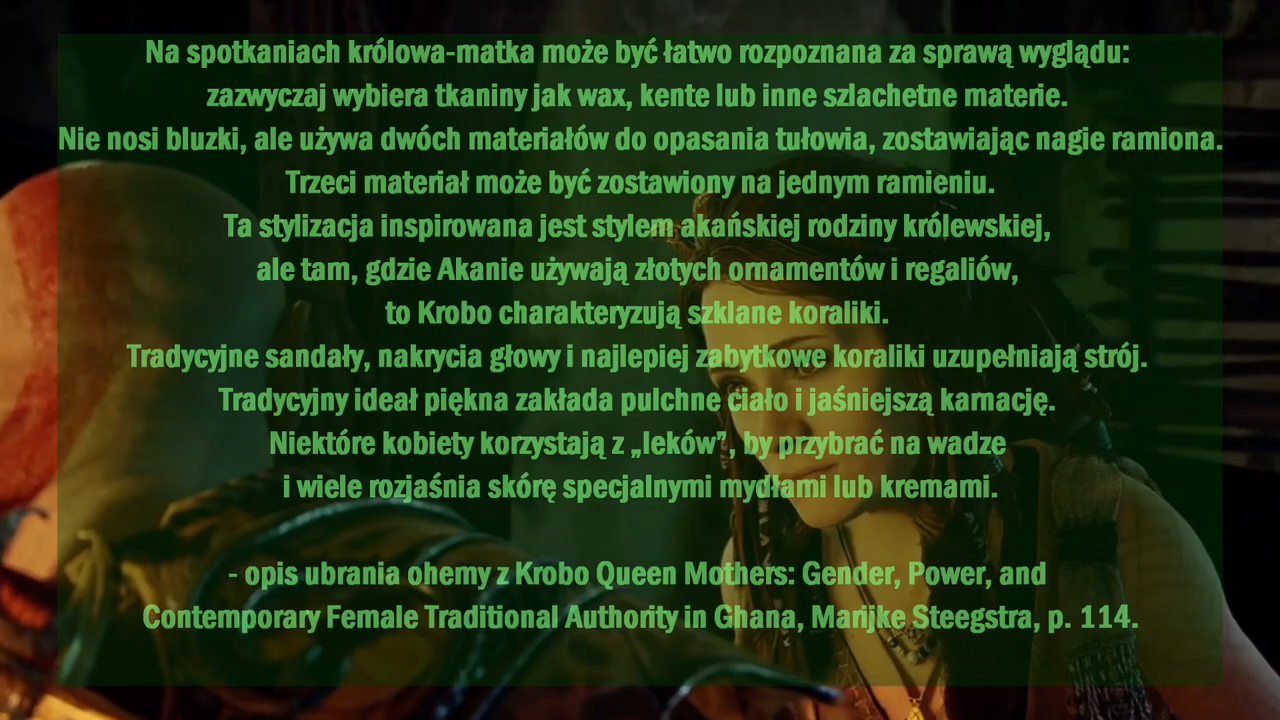 Na spotkaniach królowa-matka może być łatwo rozpoznana za sprawą wyglądu:
zazwyczaj wybiera tkaniny jak wax, kente lub inne szlachetne materie.
Nie nosi bluzki, ale używa dwóch materiałów do opasania tułowia, zostawiając nagie ramiona.
Trzeci materiał może być zostawiony na jednym ramieniu.
Ta stylizacja inspirowana jest stylem akańskiej rodziny królewskiej,
ale tam, gdzie Akanie używają złotych ornamentów i regaliów,
to Krobo charakteryzują szklane koraliki.
Tradycyjne sandały, nakrycia głowy i najlepiej zabytkowe koraliki uzupełniają strój.
Tradycyjny ideał piękna zakłada pulchne ciało i jaśniejszą karnację.
Niektóre kobiety korzystają z „leków”, by przybrać na wadze
i wiele rozjaśnia skórę specjalnymi mydłami lub kremami.
- opis ubrania ohemy z Krobo Queen Mothers: Gender, Power, and
Contemporary Female Traditional Authority in Ghana, Marijke Steegstra, p. 114.